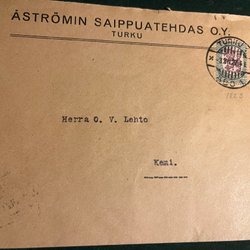 ÅSTRÖMIN SAIPPUATEHDAS O.Y.
TURKU
Herra O. V. Lehto
Kemi.